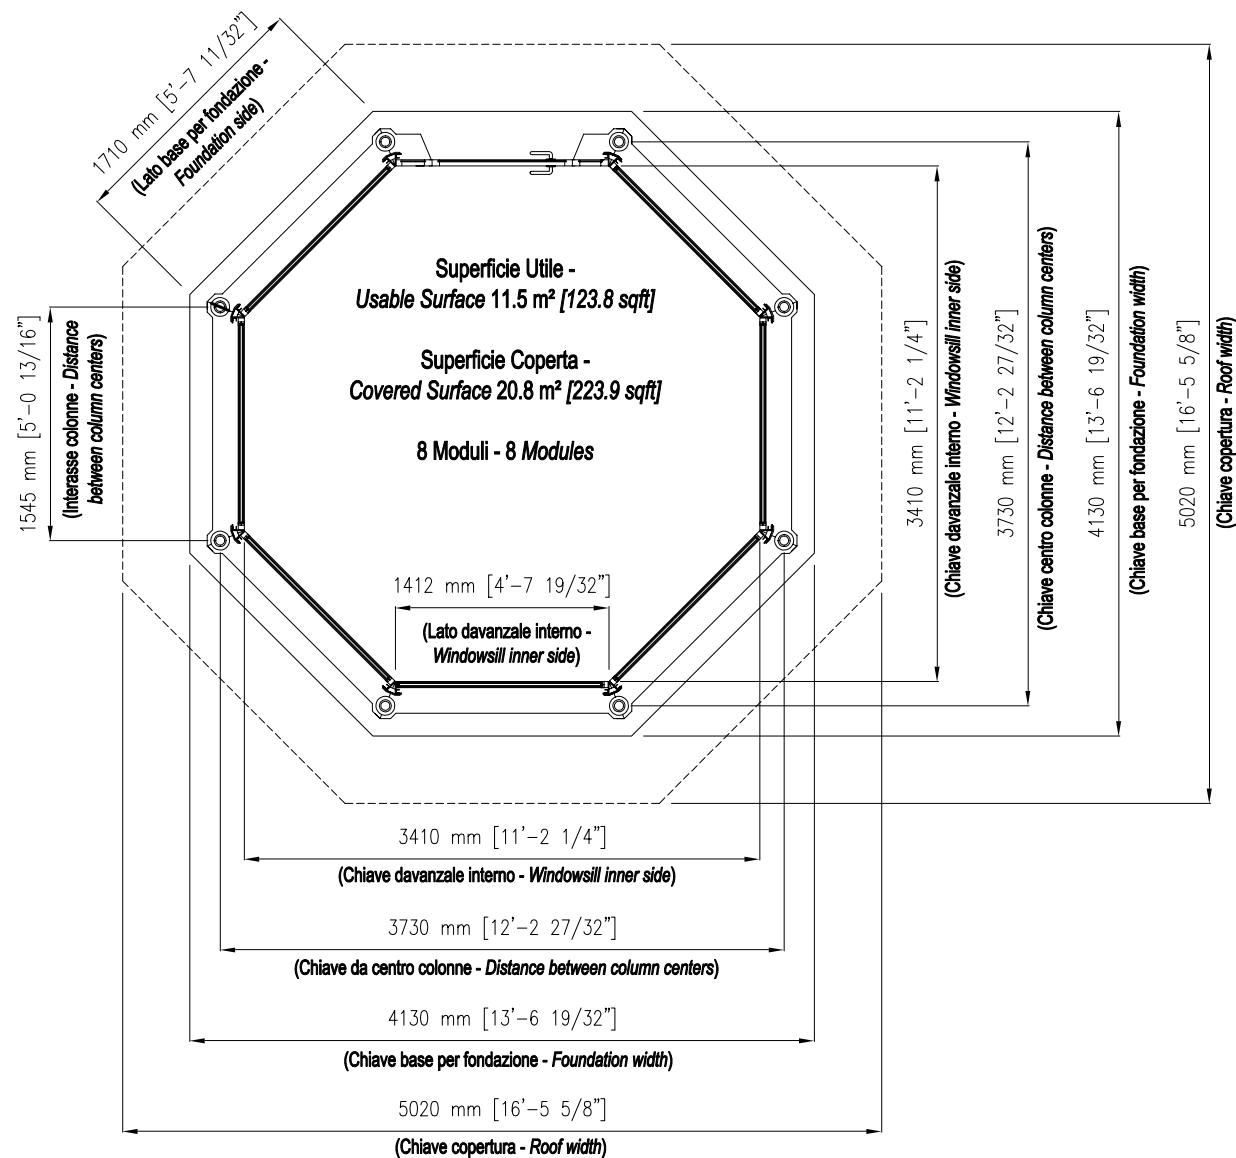 1710 mm [5'-7 11/32"]
(Lato base per fondazione -
Foundation side)
Superficie Utile -
Usable Surface 11.5 m² [123.8 sqft]
Superficie Coperta -
Covered Surface 20.8 m² [223.9 sqft]
8 Moduli - 8 Modules
1545 mm [5'-0 13/16"]
(Interasse colonne - Distance
between column centers)
1412 mm [4'-7 19/32"]
(Lato davanzale interno -
Windowsill inner side)
3410 mm [11'-2 1/4"]
(Chiave davanzale interno - Windowsill inner side)
3730 mm [12'-2 27/32"]
(Chiave centro colonne - Distance between column centers)
4130 mm [13'-6 19/32"]
(Chiave base per fondazione - Foundation width)
5020 mm [16'-5 5/8"]
(Chiave copertura - Roof width)
3410 mm [11'-2 1/4"]
(Chiave davanzale interno - Windowsill inner side)
3730 mm [12'-2 27/32"]
(Chiave da centro colonne - Distance between column centers)
4130 mm [13'-6 19/32"]
(Chiave base per fondazione - Foundation width)
5020 mm [16'-5 5/8"]
(Chiave copertura - Roof width)